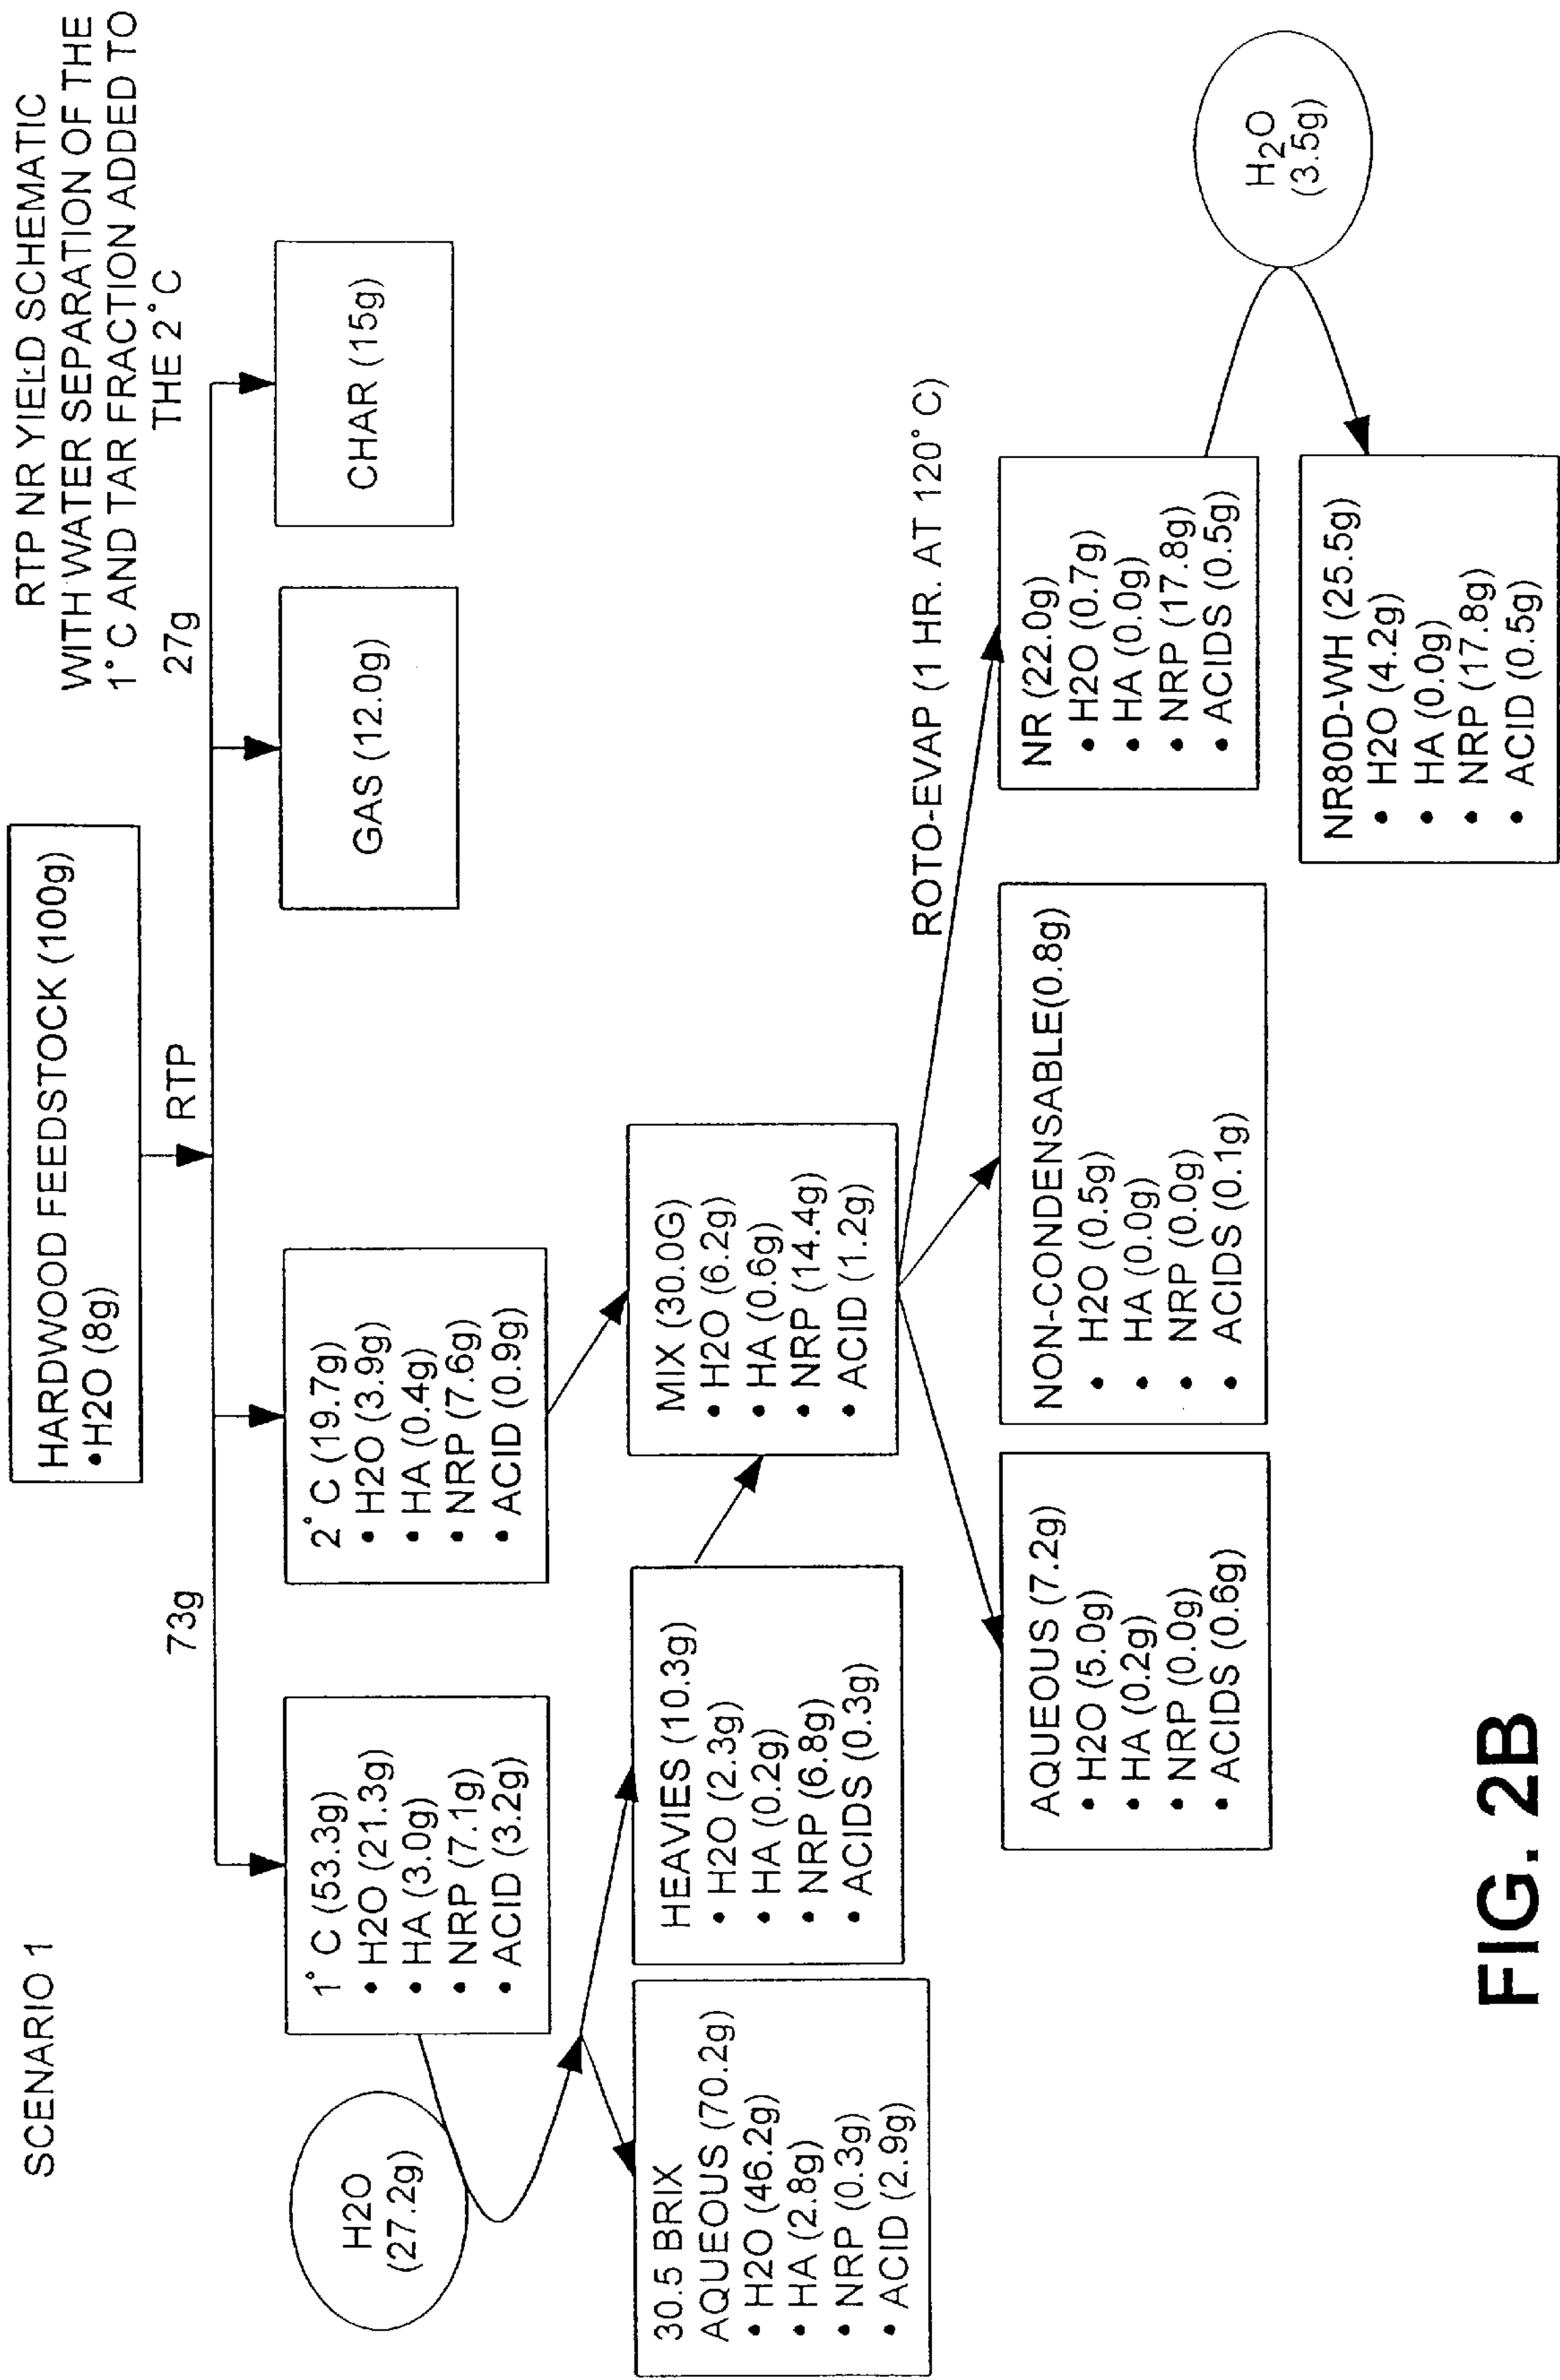 SCENARIO 1
RTP NR YIELD SCHEMATIC
WITH WATER SEPARATION OF THE
1°C AND TAR FRACTION ADDED TO
THE 2°C
HARDWOOD FEEDSTOCK (100g)
•H2O (8g)
RTP
73g
27g
1°C (53.3g)
• H2O (21.3g)
• HA (3.0g)
• NRP (7.1g)
• ACID (3.2g)
2°C (19.7g)
• H2O (3.9g)
• HA (0.4g)
• NRP (7.6g)
• ACID (0.9g)
GAS (12.0g)
CHAR (15g)
H2O
(27.2g)
30.5 BRIX
AQUEOUS (70.2g)
• H2O (46.2g)
• HA (2.8g)
• NRP (0.3g)
• ACID (2.9g)
HEAVIES (10.3g)
• H2O (2.3g)
• HA (0.2g)
• NRP (6.8g)
• ACIDS (0.3g)
MIX (30.0G)
• H2O (6.2g)
• HA (0.6g)
• NRP (14.4g)
• ACID (1.2g)
ROTO-EVAP (1 HR. AT 120°C)
AQUEOUS (7.2g)
• H2O (5.0g)
• HA (0.2g)
• NRP (0.0g)
• ACIDS (0.6g)
NON-CONDENSABLE(0.8g)
• H2O (0.5g)
• HA (0.0g)
• NRP (0.0g)
• ACIDS (0.1g)
NR (22.0g)
• H2O (0.7g)
• HA (0.0g)
• NRP (17.8g)
• ACIDS (0.5g)
H₂O
(3.5g)
NR80D-WH (25.5g)
• H2O (4.2g)
• HA (0.0g)
• NRP (17.8g)
• ACID (0.5g)
FIG. 2B